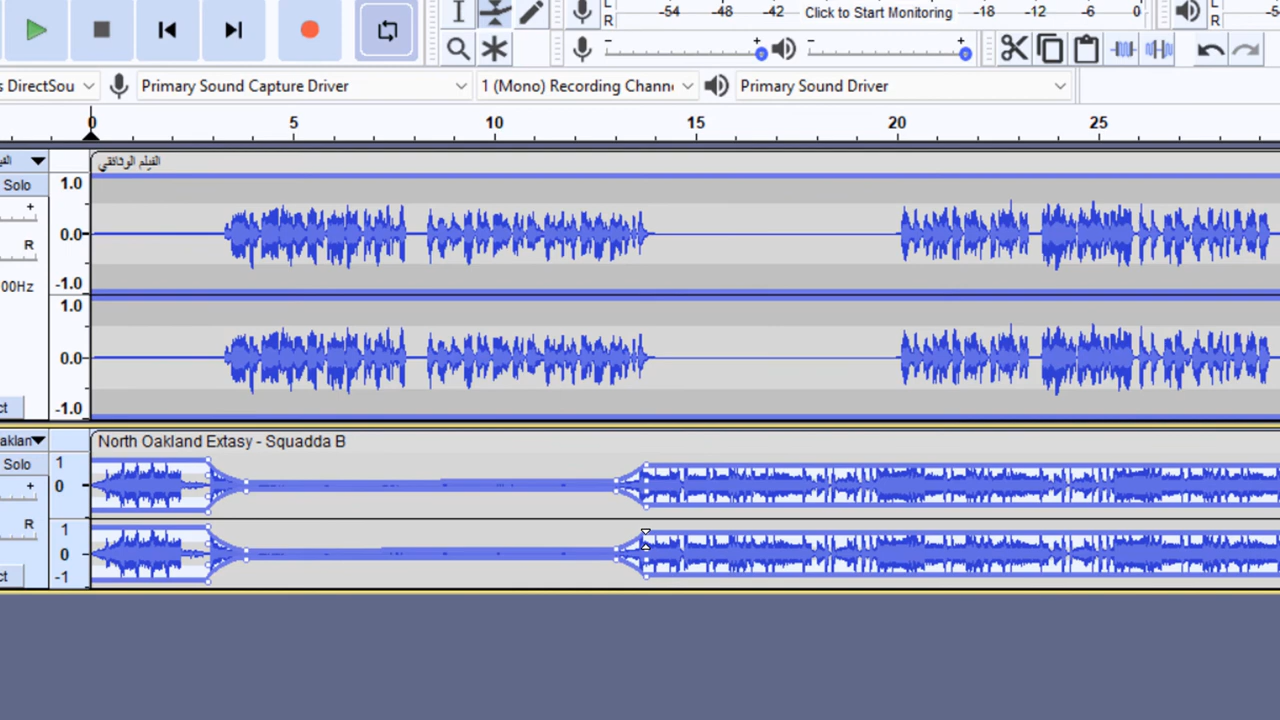 L
R
-54 -48 -42 Click to Start Monitoring -18 -12 -6 0
L
R
- + - +
DirectSou Primary Sound Capture Driver 1 (Mono) Recording Chann Primary Sound Driver
0 5 10 15 20 25
الفيلم الوثائقي
Solo 1.0
+
0.0
R
00Hz -1.0
1.0
0.0
-1.0
North Oakland Extasy - Squadda B
Solo 1
+ 0
R 1
0
-1